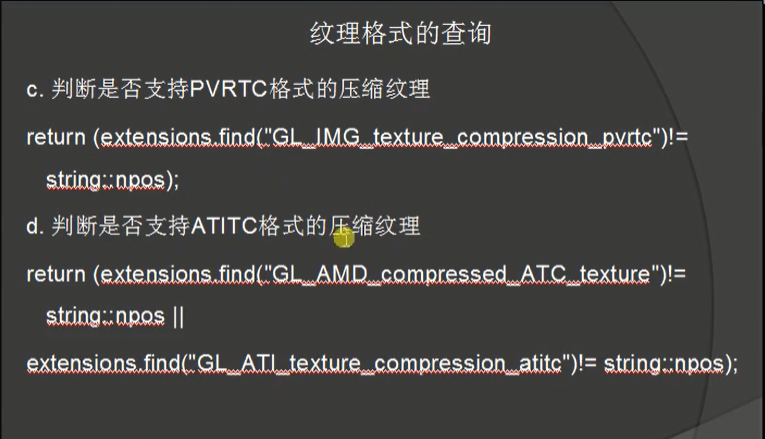 纹理格式的查询
c. 判断是否支持PVRTC格式的压缩纹理
return (extensions.find("GL_IMG_texture_compression_pvrtc")!=
string::npos);
d. 判断是否支持ATITC格式的压缩纹理
return (extensions.find("GL_AMD_compressed_ATC_texture")!=
string::npos ||
extensions.find("GL_ATI_texture_compression_atitc")!= string::npos);